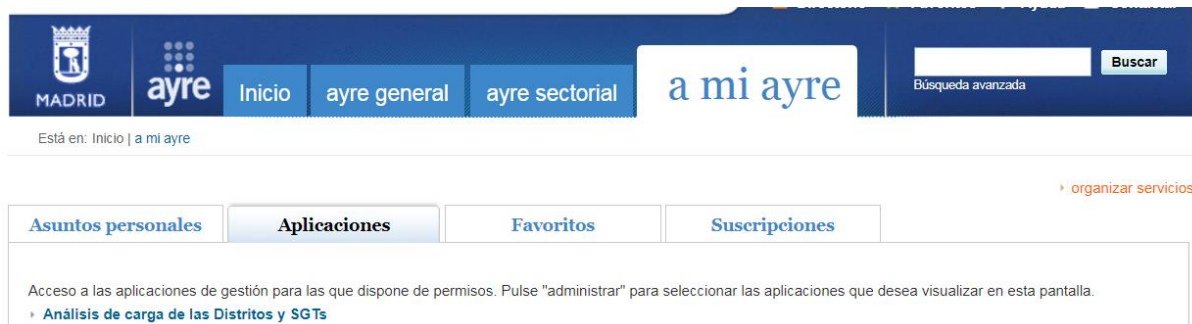 MADRID
ayre
Inicio
ayre general
ayre sectorial
a mi ayre
Buscar
Búsqueda avanzada
Está en: Inicio | a mi ayre
organizar servicios
Asuntos personales
Aplicaciones
Favoritos
Suscripciones
Acceso a las aplicaciones de gestión para las que dispone de permisos. Pulse "administrar" para seleccionar las aplicaciones que desea visualizar en esta pantalla.
Análisis de carga de las Distritos y SGTs